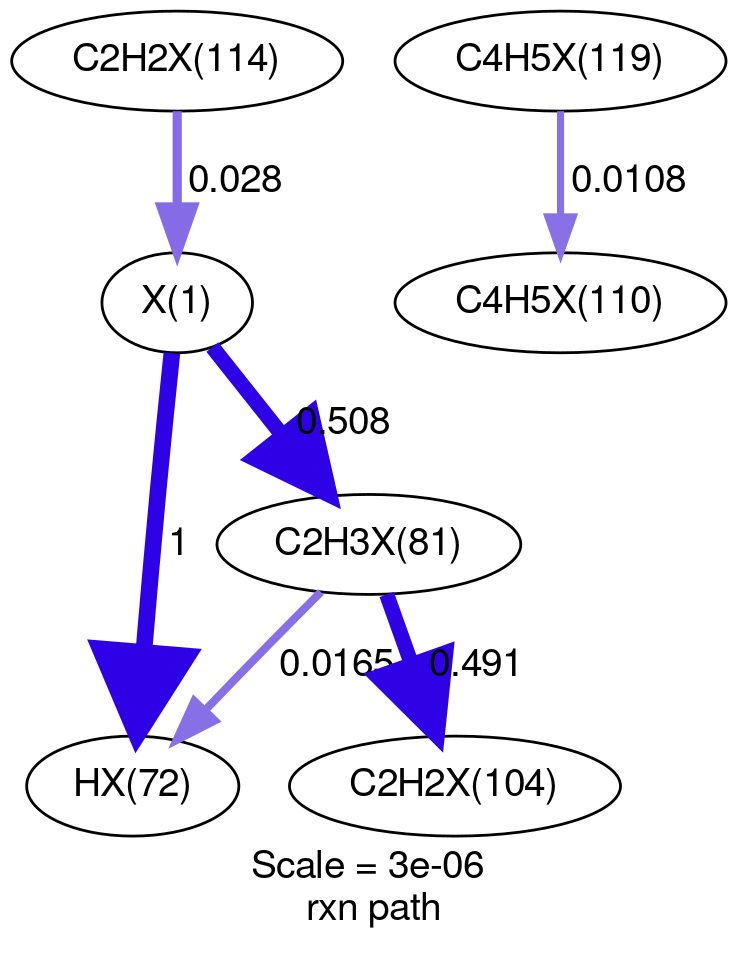 C2H2X(114)
C4H5X(119)
0.028
0.0108
X(1)
C4H5X(110)
0.508
1
C2H3X(81)
0.0165
0.491
HX(72)
C2H2X(104)
Scale = 3e-06
rxn path